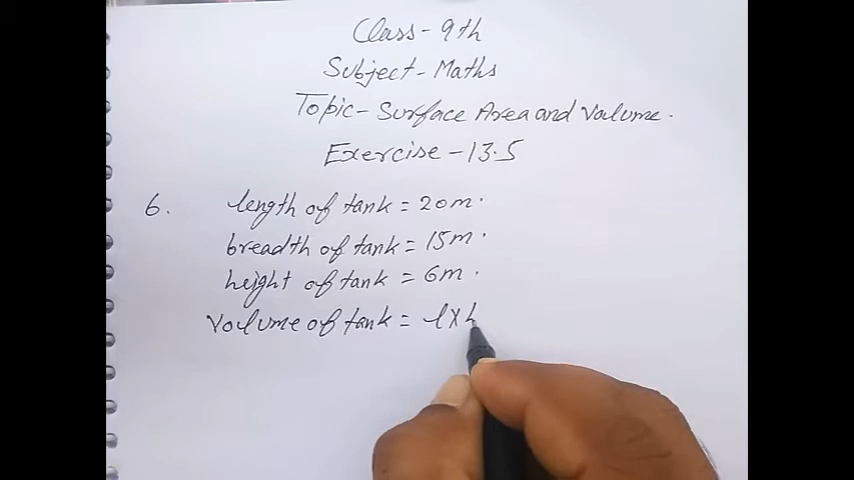 Class - 9th
Subject - Maths
Topic - Surface Area and Volume.
Exercise - 13.5
6. length of tank = 20m.
breadth of tank = 15m.
height of tank = 6m.
Volume of tank = l x